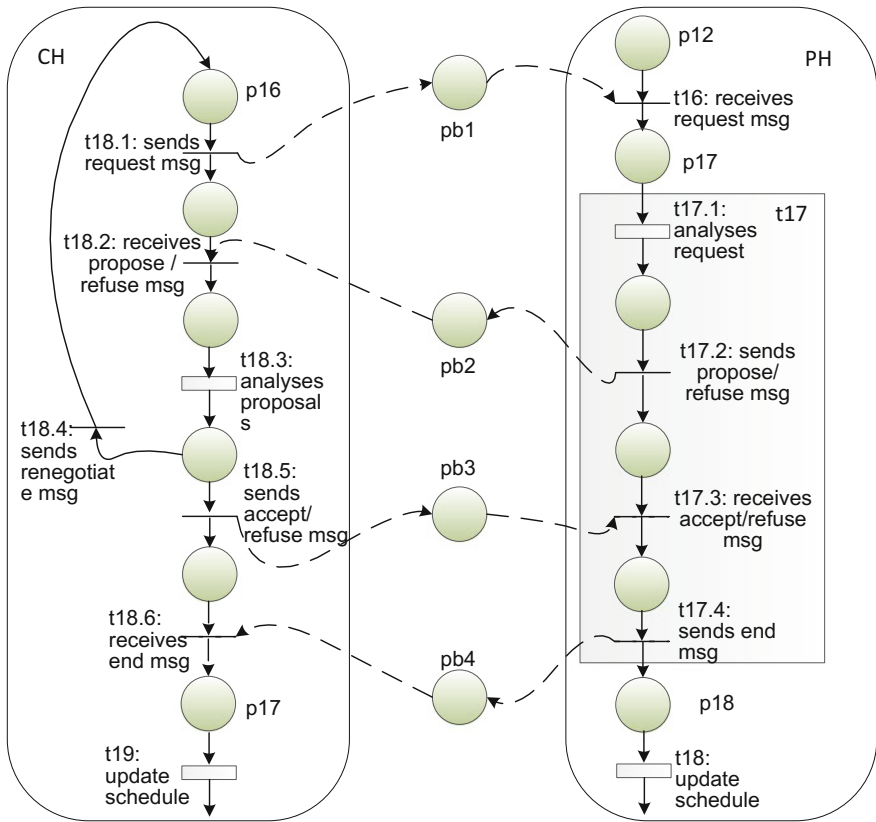 CH
p16
t18.1: sends
request msg
t18.2: receives
propose /
refuse msg
t18.3:
analyses
proposal
s
t18.4:
sends
renegotiat
e msg
t18.5:
sends
accept/
refuse msg
t18.6:
receives
end msg
p17
t19:
update
schedule
pb1
pb2
pb3
pb4
PH
p12
t16: receives
request msg
p17
t17
t17.1:
analyses
request
t17.2: sends
propose/
refuse msg
t17.3: receives
accept/refuse
msg
t17.4:
sends end
msg
p18
t18:
update
schedule